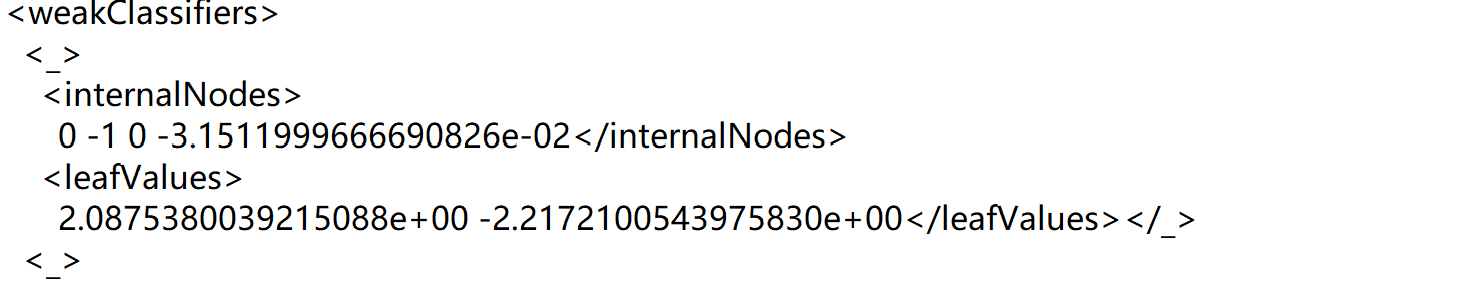 <weakClassifiers>
<_>
<internalNodes>
0 -1 0 -3.1511999666690826e-02</internalNodes>
<leafValues>
2.0875380039215088e+00 -2.2172100543975830e+00</leafValues></_>
<_>